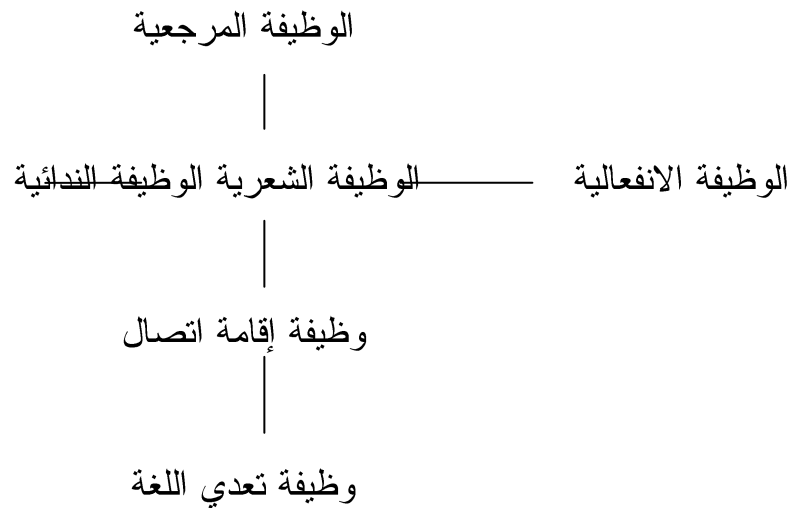 الوظيفة المرجعية
الوظيفة الانفعالية الوظيفة الشعرية الوظيفة الندائية
وظيفة إقامة اتصال
وظيفة تعدي اللغة